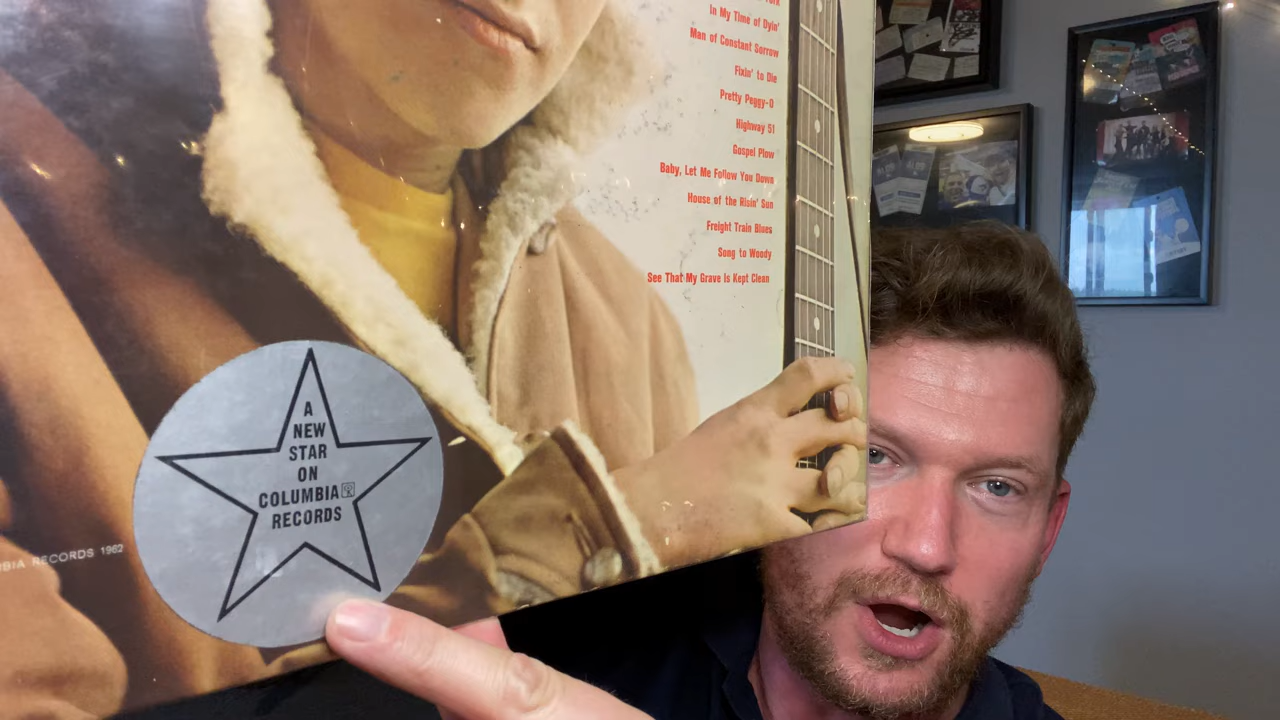 In My Time of Dyin'
Man of Constant Sorrow
Fixin' to Die
Pretty Peggy-O
Highway 51
Gospel Plow
Baby, Let Me Follow You Down
House of the Risin' Sun
Freight Train Blues
Song to Woody
See That My Grave Is Kept Clean
A
NEW
STAR
ON
COLUMBIA
RECORDS
RECORDS 1962